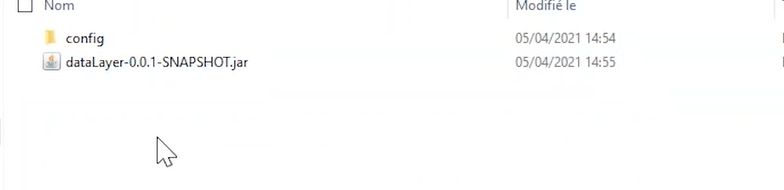 Nom Modifié le
config 05/04/2021 14:54
dataLayer-0.0.1-SNAPSHOT.jar 05/04/2021 14:55